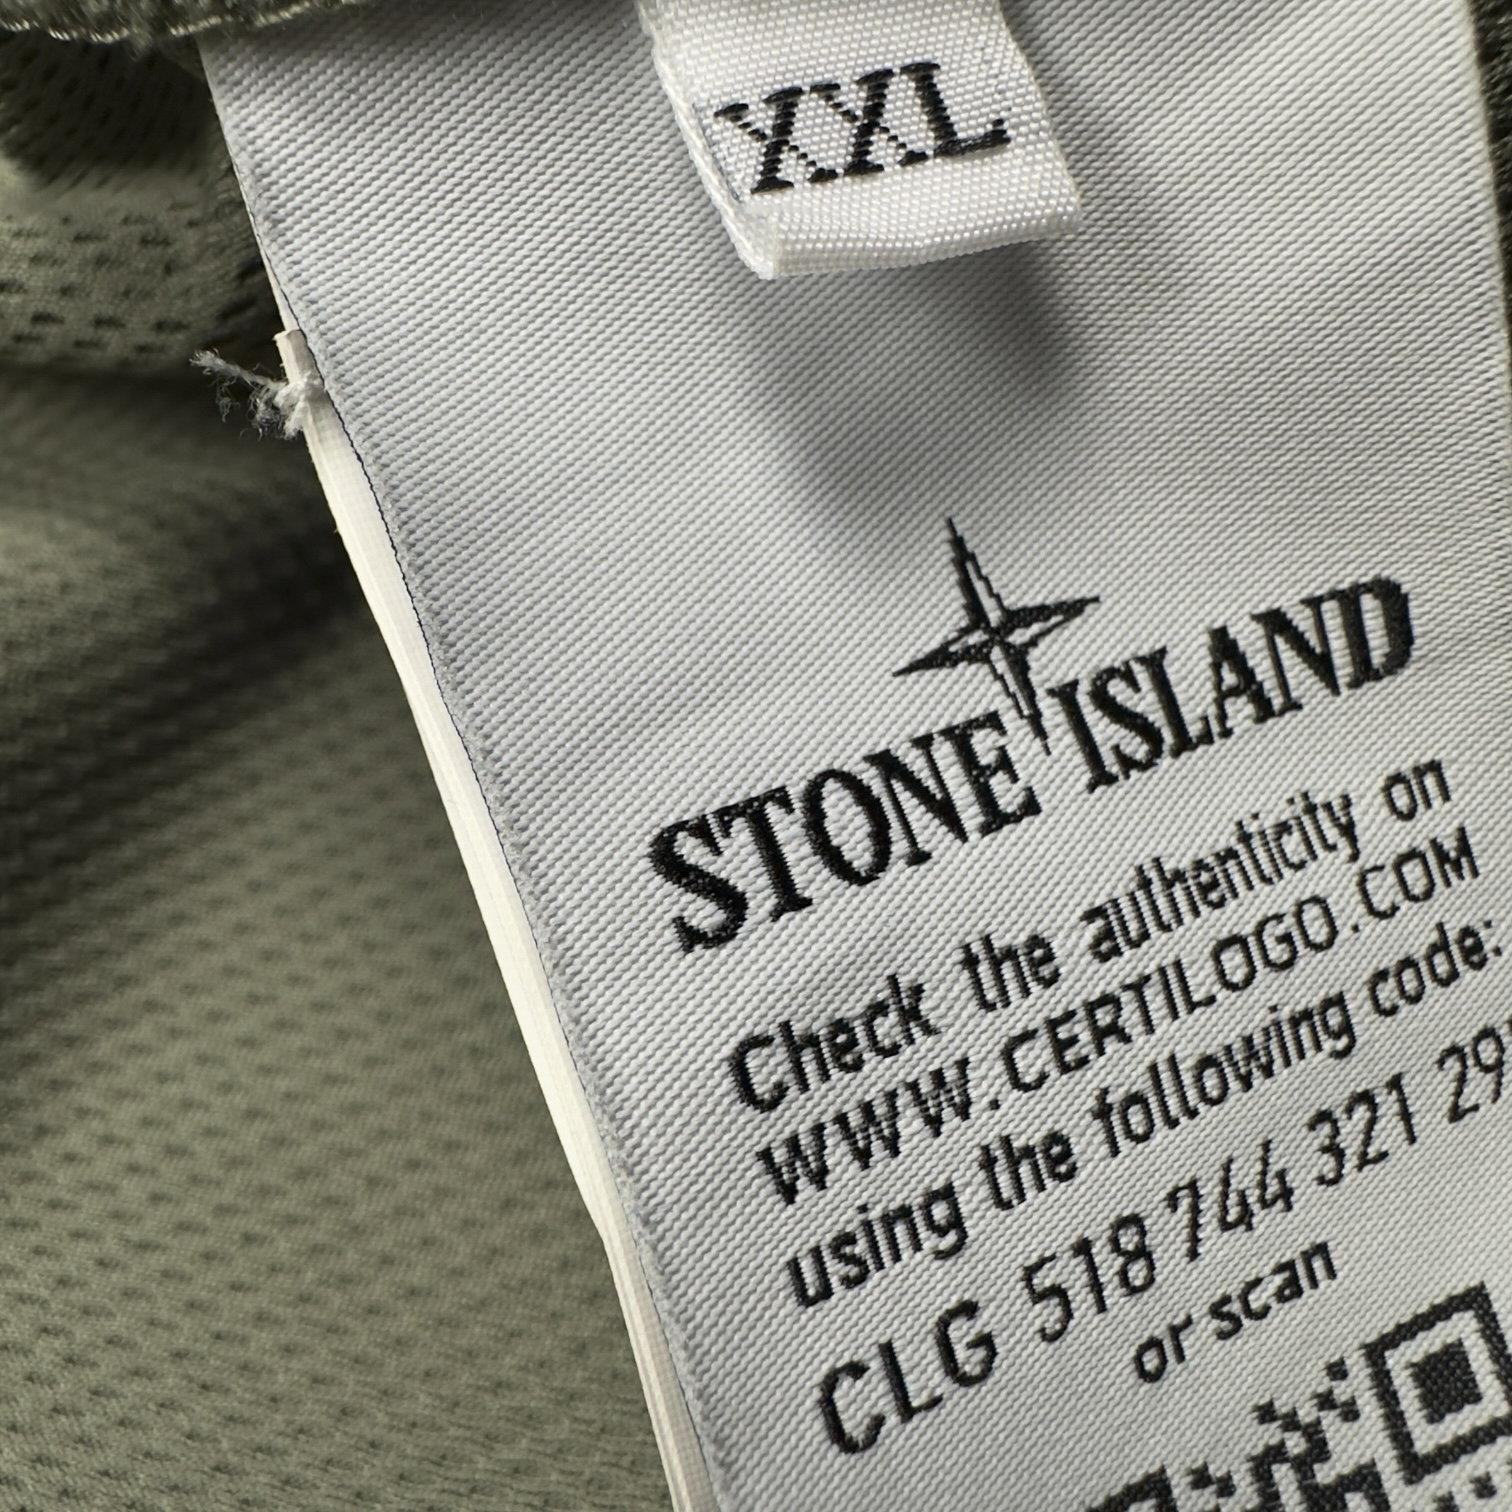 XXL
STONE ISLAND
Check the authenticity on
WWW.CERTILOGO.COM
using the following code:
CLG 518 744 321 29
or scan